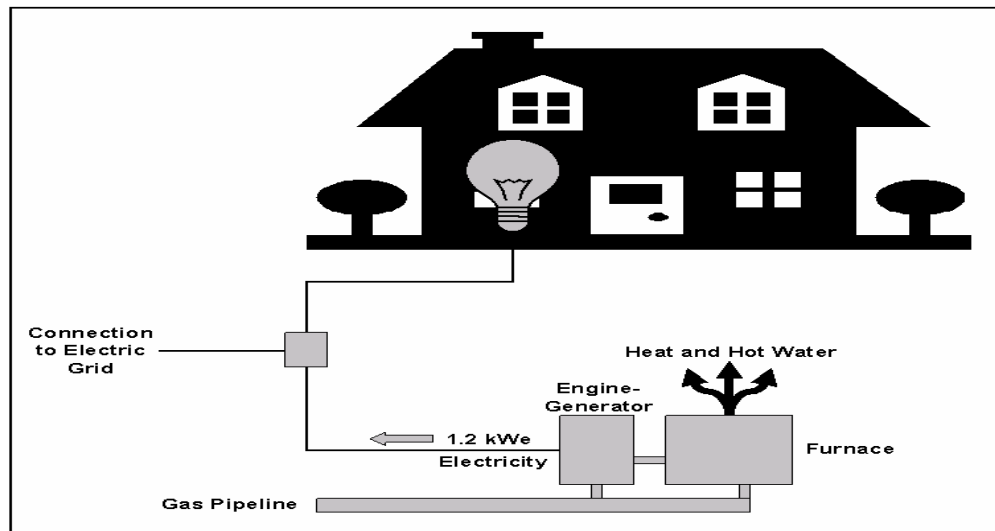 Connection
to Electric
Grid
Heat and Hot Water
Engine-
Generator
1.2 kWe
Electricity
Furnace
Gas Pipeline